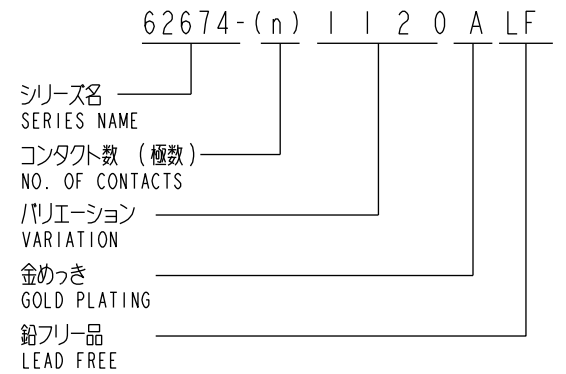 62674-(n) 1120 A LF
シリーズ名
SERIES NAME
コンタクト数 (極数)
NO. OF CONTACTS
バリエーション
VARIATION
金めっき
GOLD PLATING
鉛フリー品
LEAD FREE